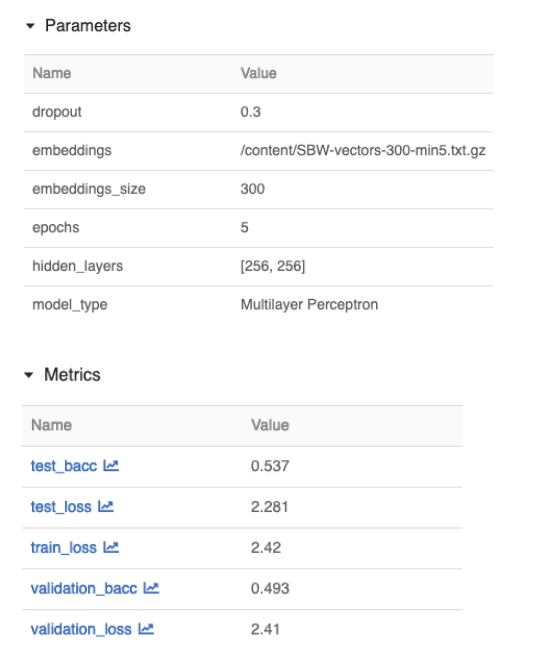 Parameters
Name Value
dropout 0.3
embeddings /content/SBW-vectors-300-min5.txt.gz
embeddings_size 300
epochs 5
hidden_layers [256, 256]
model_type Multilayer Perceptron
Metrics
Name Value
test_bacc 0.537
test_loss 2.281
train_loss 2.42
validation_bacc 0.493
validation_loss 2.41